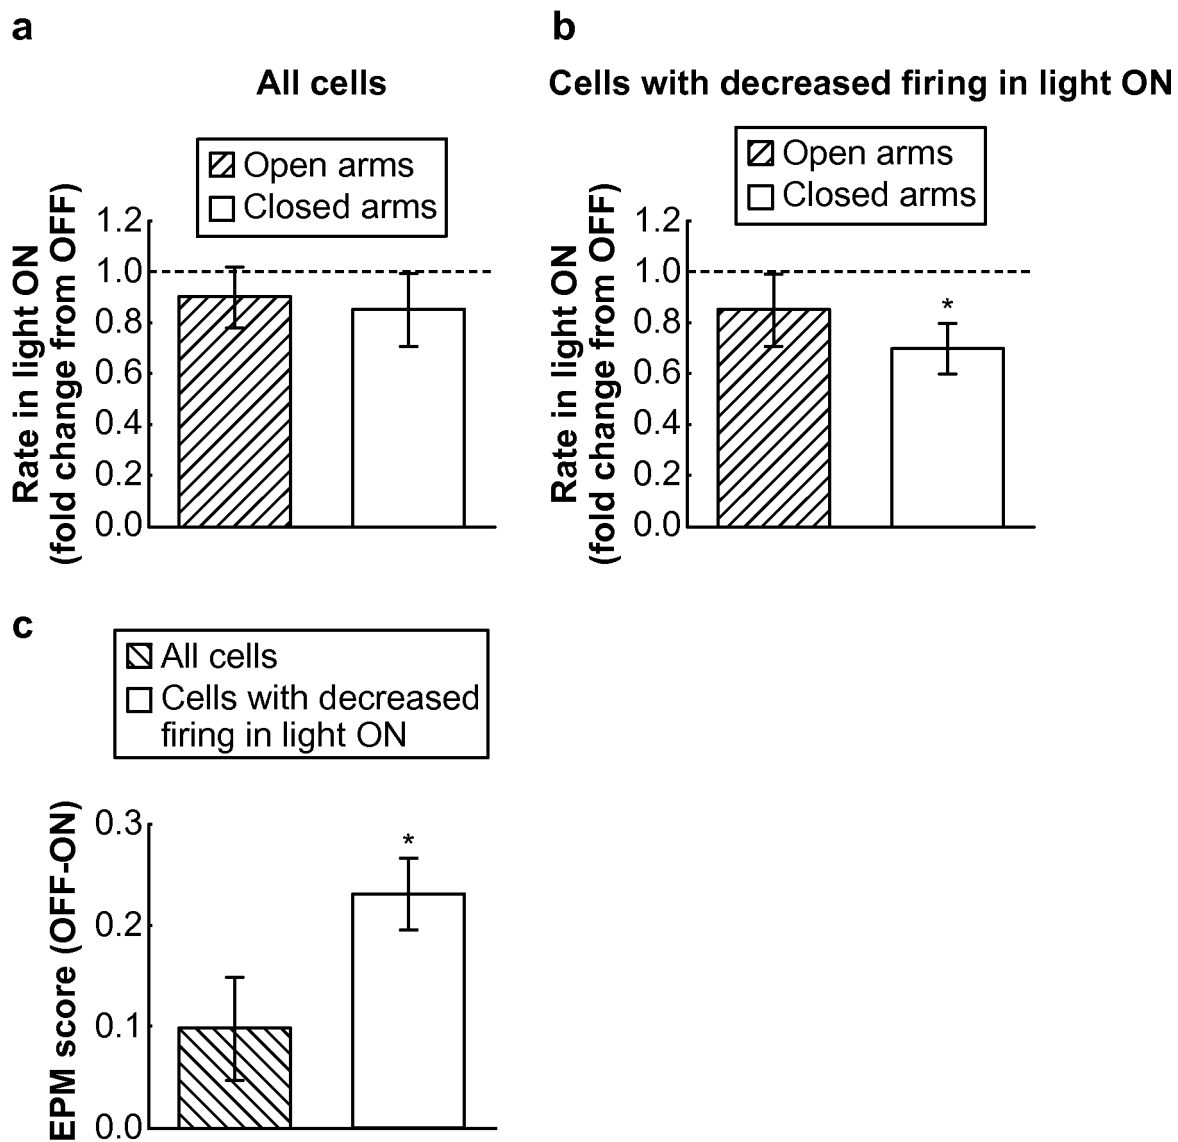 a
All cells
Open arms
Closed arms
Rate in light ON
(fold change from OFF)
1.2
1.0
0.8
0.6
0.4
0.2
0.0
b
Cells with decreased firing in light ON
Open arms
Closed arms
Rate in light ON
(fold change from OFF)
1.2
1.0
0.8
0.6
0.4
0.2
0.0
*
c
All cells
Cells with decreased
firing in light ON
EPM score (OFF-ON)
0.3
0.2
0.1
0.0
*